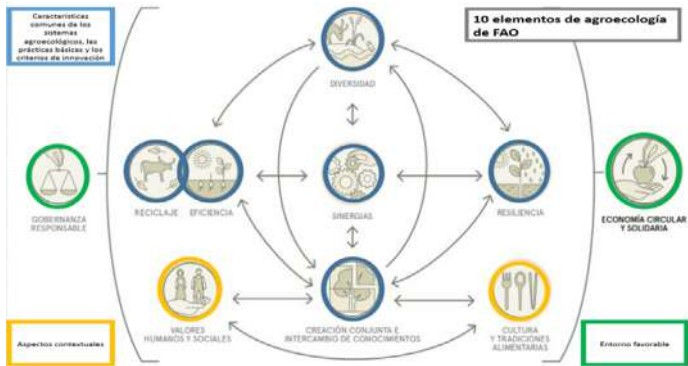 Características
comunes de los
sistemas
agroecológicos, las
prácticas básicas y los
criterios de innovación
10 elementos de agroecología
de FAO
DIVERSIDAD
GOBERNANZA
RESPONSABLE
RECICLAJE
EFICIENCIA
SINERGIAS
RESILIENCIA
ECONOMÍA CIRCULAR
Y SOLIDARIA
VALORES
HUMANOS Y SOCIALES
CREACIÓN CONJUNTA E
INTERCAMBIO DE CONOCIMIENTOS
CULTURA
Y TRADICIONES
ALIMENTARIAS
Aspectos contextuales
Entorno favorable